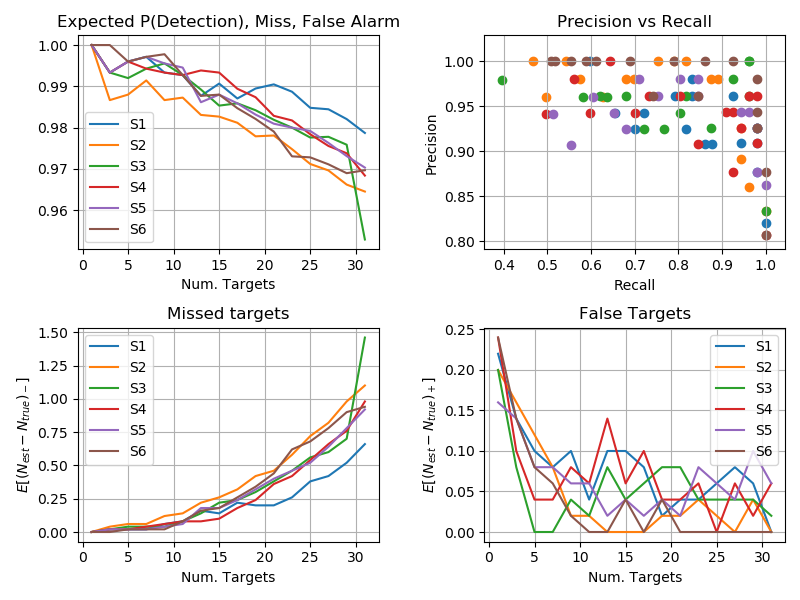 Expected P(Detection), Miss, False Alarm
1.00
0.99
0.98
0.97
0.96
S1
S2
S3
S4
S5
S6
0 5 10 15 20 25 30
Num. Targets
Precision vs Recall
Precision
1.00
0.95
0.90
0.85
0.80
0.4 0.5 0.6 0.7 0.8 0.9 1.0
Recall
Missed targets
E[(N_est − N_true)−]
1.50
1.25
1.00
0.75
0.50
0.25
0.00
S1
S2
S3
S4
S5
S6
0 5 10 15 20 25 30
Num. Targets
False Targets
E[(N_est − N_true)+]
0.25
0.20
0.15
0.10
0.05
0.00
S1
S2
S3
S4
S5
S6
0 5 10 15 20 25 30
Num. Targets